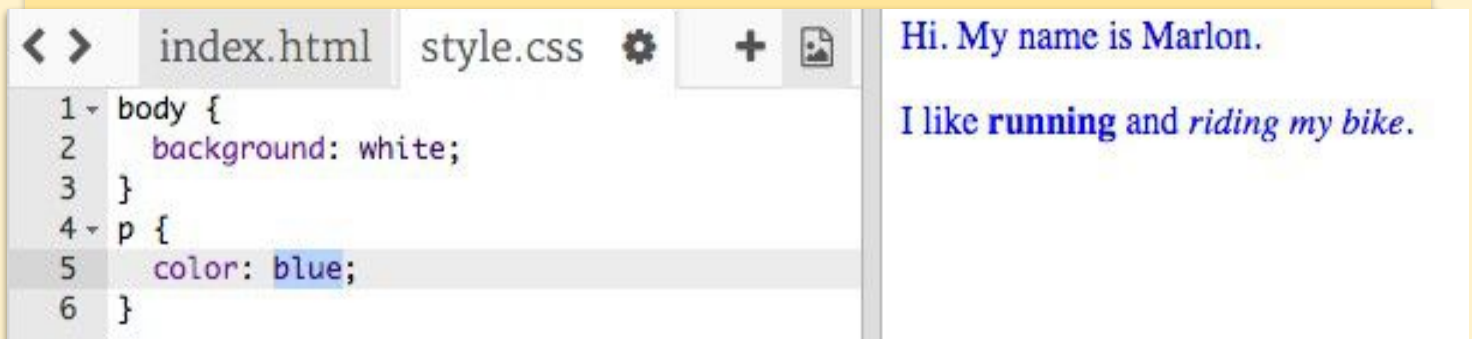 index.html style.css
1 body {
2 background: white;
3 }
4 p {
5 color: blue;
6 }
Hi. My name is Marlon.
I like running and riding my bike.